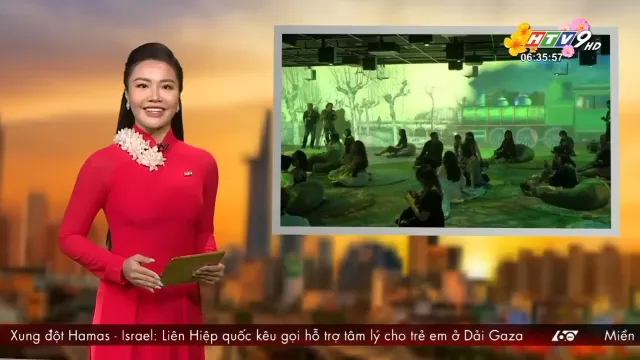 HTV9 HD
06:35:57
Xung đột Hamas - Israel: Liên Hiệp quốc kêu gọi hỗ trợ tâm lý cho trẻ em ở Dải Gaza 60 Miền